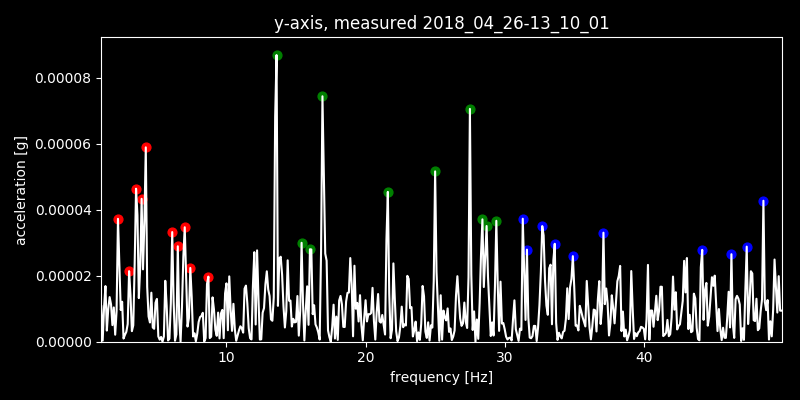 y-axis, measured 2018_04_26-13_10_01
acceleration [g]
0.00008
0.00006
0.00004
0.00002
0.00000
10 20 30 40
frequency [Hz]